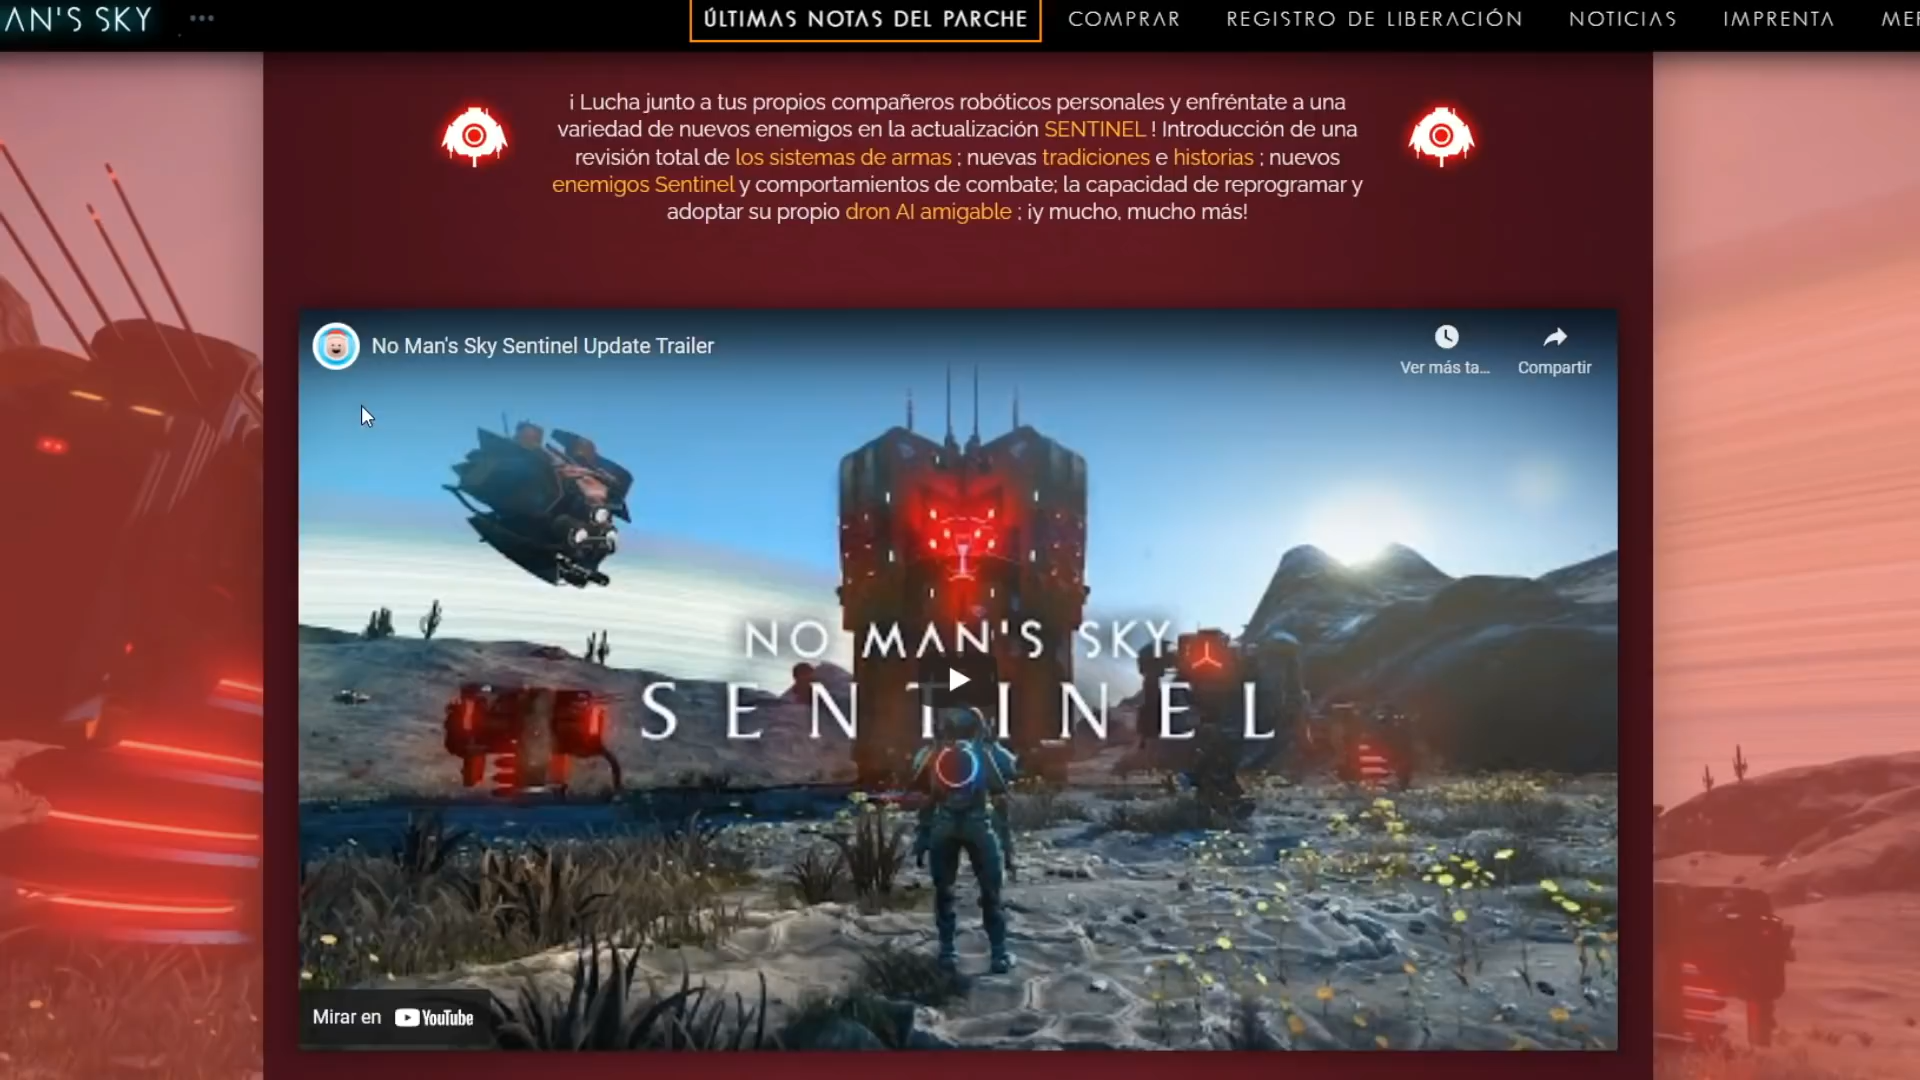 AN'S SKY
ÚLTIMAS NOTAS DEL PARCHE
COMPRAR
REGISTRO DE LIBERACIÓN
NOTICIAS
IMPRENTA
¡ Lucha junto a tus propios compañeros robóticos personales y enfréntate a una
variedad de nuevos enemigos en la actualización SENTINEL ! Introducción de una
revisión total de los sistemas de armas ; nuevas tradiciones e historias ; nuevos
enemigos Sentinel y comportamientos de combate; la capacidad de reprogramar y
adoptar su propio dron AI amigable ; ¡y mucho, mucho más!
No Man's Sky Sentinel Update Trailer
Ver más ta...
Compartir
NO MAN'S SKY
SENTINEL
Mirar en YouTube